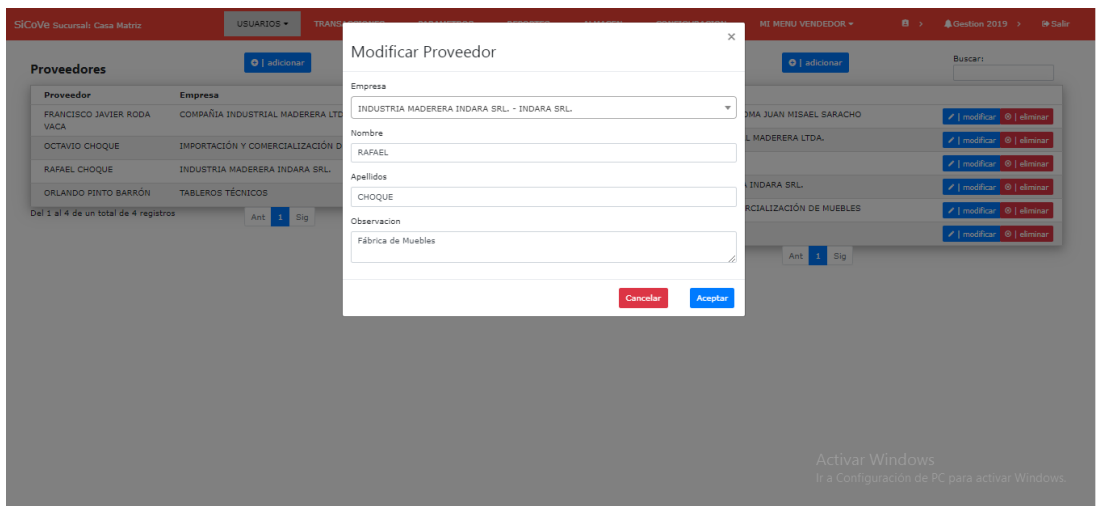 SiCoVe Sucursal: Casa Matriz
USUARIOS
MI MENU VENDEDOR
Gestion 2019
Salir
Proveedores
| adicionar
| adicionar
Buscar:
Proveedor Empresa
FRANCISCO JAVIER RODA VACA
COMPAÑIA INDUSTRIAL MADERERA LTD
OCTAVIO CHOQUE IMPORTACIÓN Y COMERCIALIZACIÓN D
RAFAEL CHOQUE INDUSTRIA MADERERA INDARA SRL.
ORLANDO PINTO BARRÓN TABLEROS TÉCNICOS
Del 1 al 4 de un total de 4 registros
Ant 1 Sig
Modificar Proveedor
×
Empresa
INDUSTRIA MADERERA INDARA SRL. - INDARA SRL.
Nombre
RAFAEL
Apellidos
CHOQUE
Observacion
Fábrica de Muebles
Cancelar Aceptar
OMA JUAN MISAEL SARACHO | modificar | eliminar
L MADERERA LTDA. | modificar | eliminar
| modificar | eliminar
INDARA SRL. | modificar | eliminar
RCIALIZACIÓN DE MUEBLES | modificar | eliminar
| modificar | eliminar
Ant 1 Sig
Activar Windows
Ir a Configuración de PC para activar Windows.